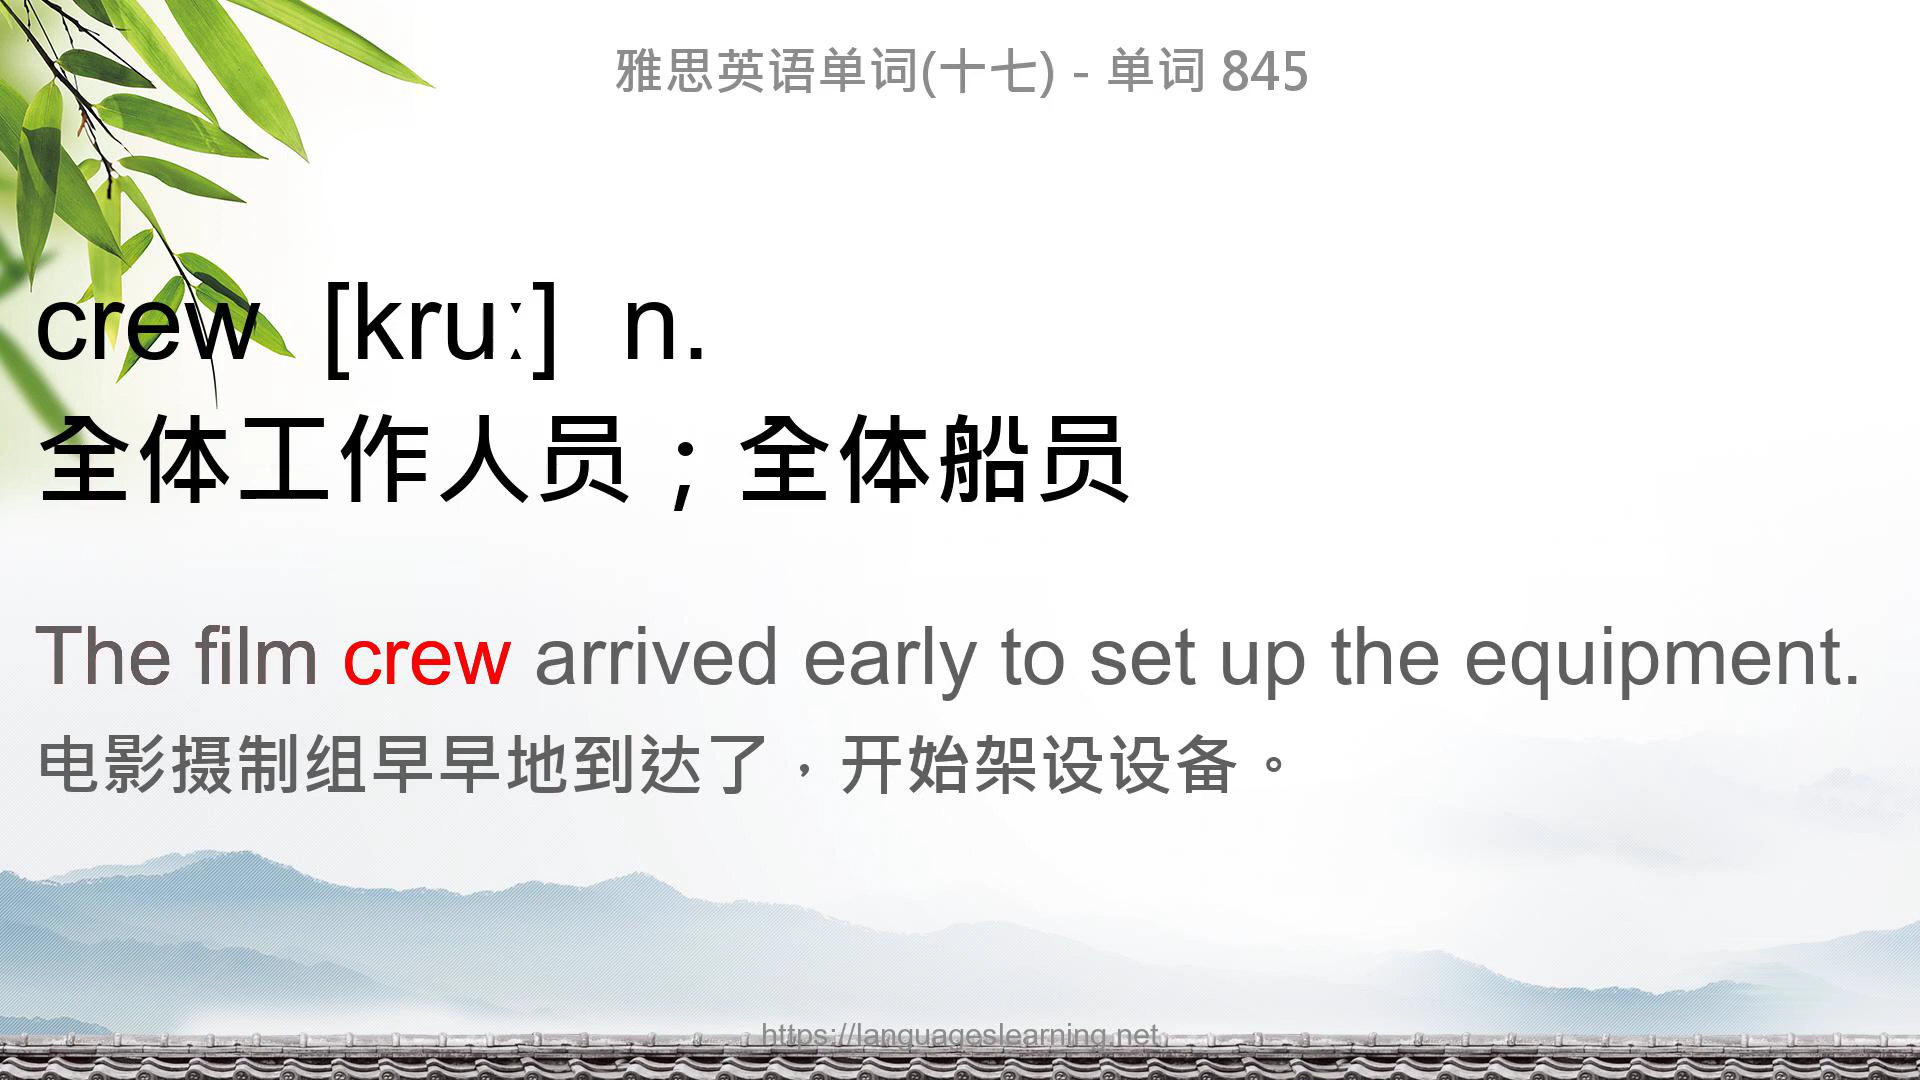 雅思英语单词(十七) - 单词 845
crew [kruː] n.
全体工作人员；全体船员
The film crew arrived early to set up the equipment.
电影摄制组早早地到达了，开始架设设备。
https://languageslearning.net